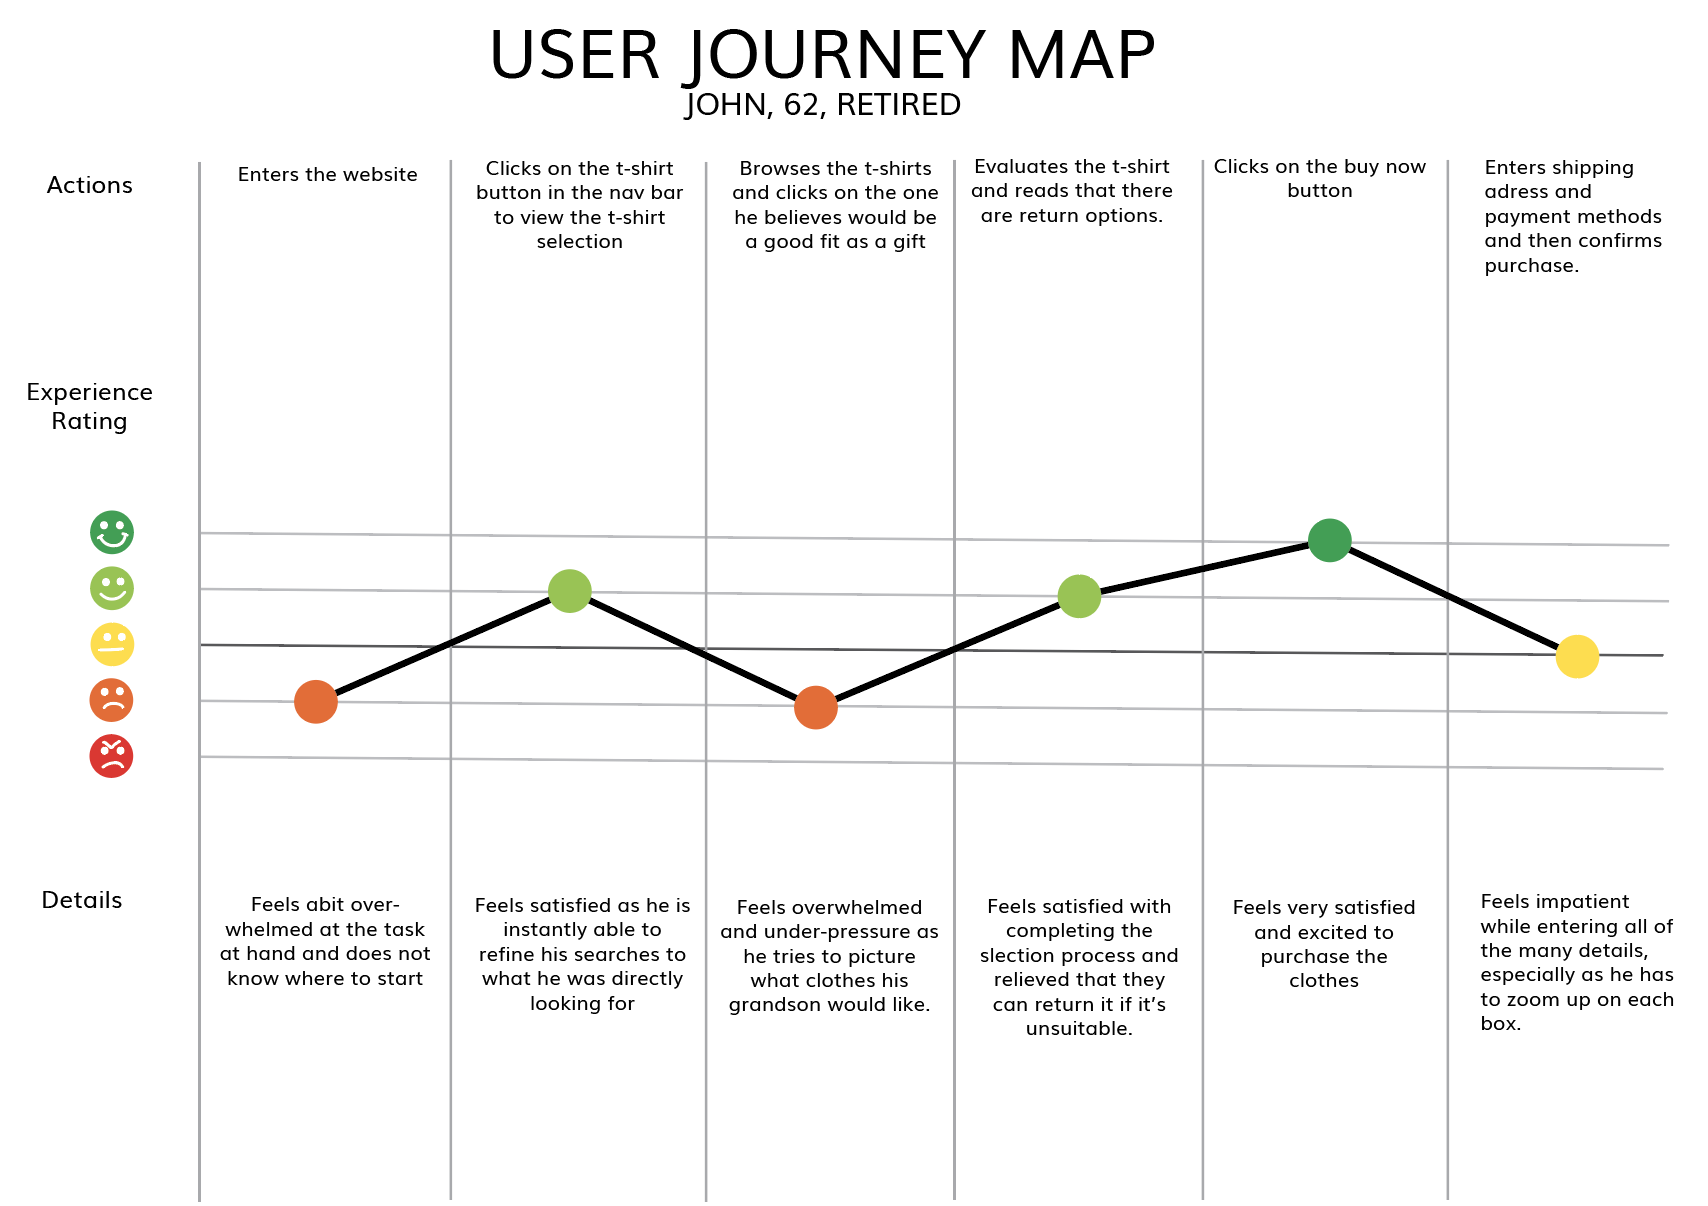 USER JOURNEY MAP
JOHN, 62, RETIRED
Actions
Enters the website
Clicks on the t-shirt
button in the nav bar
to view the t-shirt
selection
Browses the t-shirts
and clicks on the one
he believes would be
a good fit as a gift
Evaluates the t-shirt
and reads that there
are return options.
Clicks on the buy now
button
Enters shipping
adress and
payment methods
and then confirms
purchase.
Experience
Rating
Details
Feels abit over-
whelmed at the task
at hand and does not
know where to start
Feels satisfied as he is
instantly able to
refine his searches to
what he was directly
looking for
Feels overwhelmed
and under-pressure as
he tries to picture
what clothes his
grandson would like.
Feels satisfied with
completing the
slection process and
relieved that they
can return it if it’s
unsuitable.
Feels very satisfied
and excited to
purchase the
clothes
Feels impatient
while entering all of
the many details,
especially as he has
to zoom up on each
box.